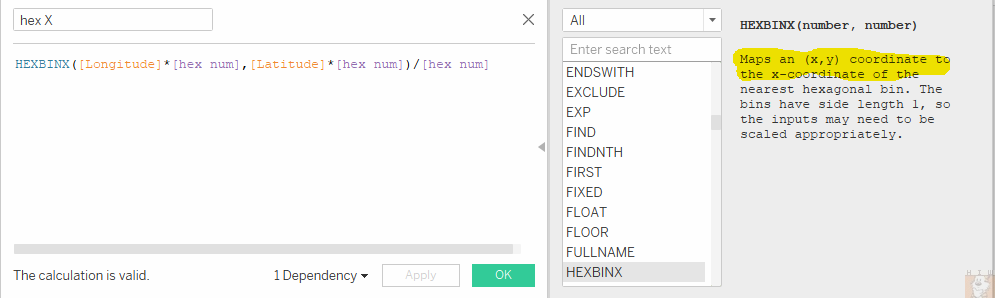 hex X
HEXBINX([Longitude]*[hex num],[Latitude]*[hex num])/[hex num]
The calculation is valid.
1 Dependency
Apply
OK
All
Enter search text
ENDSWITH
EXCLUDE
EXP
FIND
FINDNTH
FIRST
FIXED
FLOAT
FLOOR
FULLNAME
HEXBINX
HEXBINX(number, number)
Maps an (x,y) coordinate to
the x-coordinate of the
nearest hexagonal bin. The
bins have side length 1, so
the inputs may need to be
scaled appropriately.